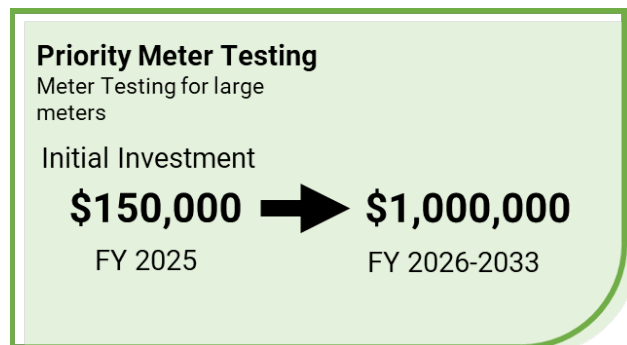 Priority Meter Testing
Meter Testing for large
meters
Initial Investment
$150,000 $1,000,000
FY 2025 FY 2026-2033